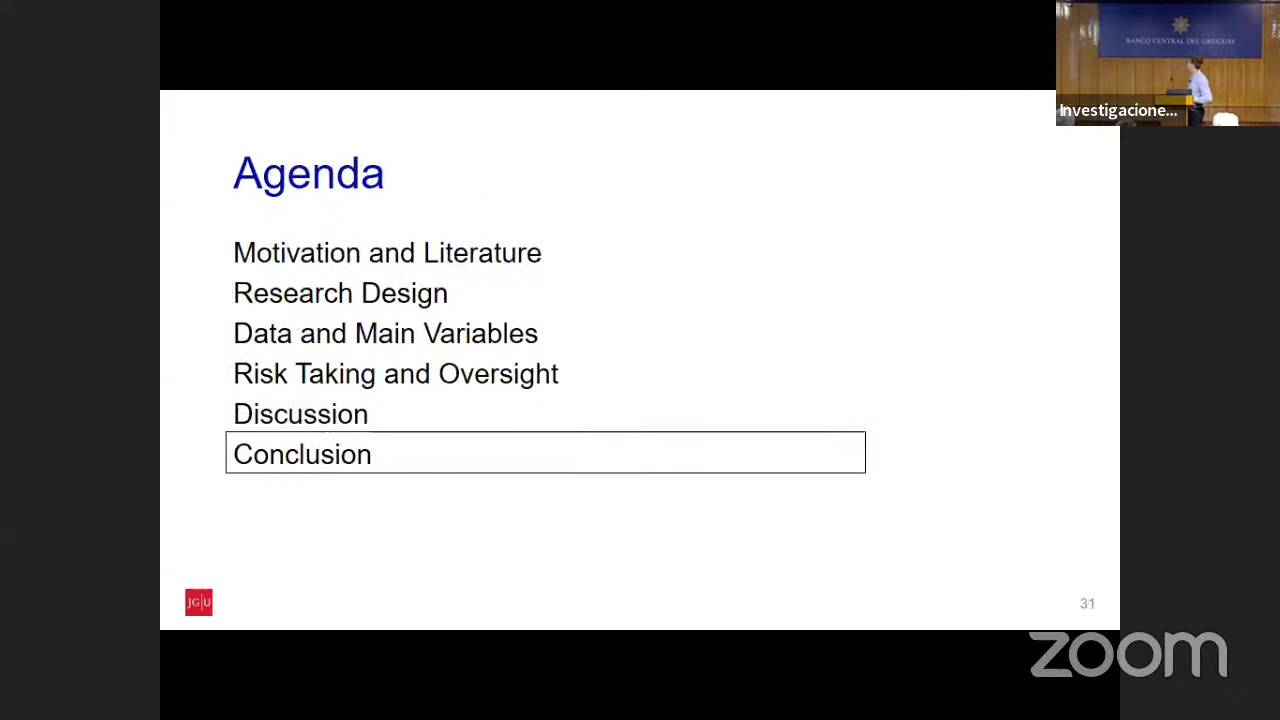 BANCO CENTRAL DEL URUGUAY
Investigacione...
Agenda
Motivation and Literature
Research Design
Data and Main Variables
Risk Taking and Oversight
Discussion
Conclusion
JG|U
31
zoom